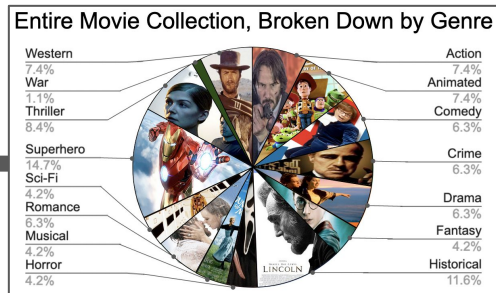 Entire Movie Collection, Broken Down by Genre
Western
7.4%
War
1.1%
Thriller
8.4%
Superhero
14.7%
Sci-Fi
4.2%
Romance
6.3%
Musical
4.2%
Horror
4.2%
Action
7.4%
Animated
7.4%
Comedy
6.3%
Crime
6.3%
Drama
6.3%
Fantasy
4.2%
Historical
11.6%
LINCOLN